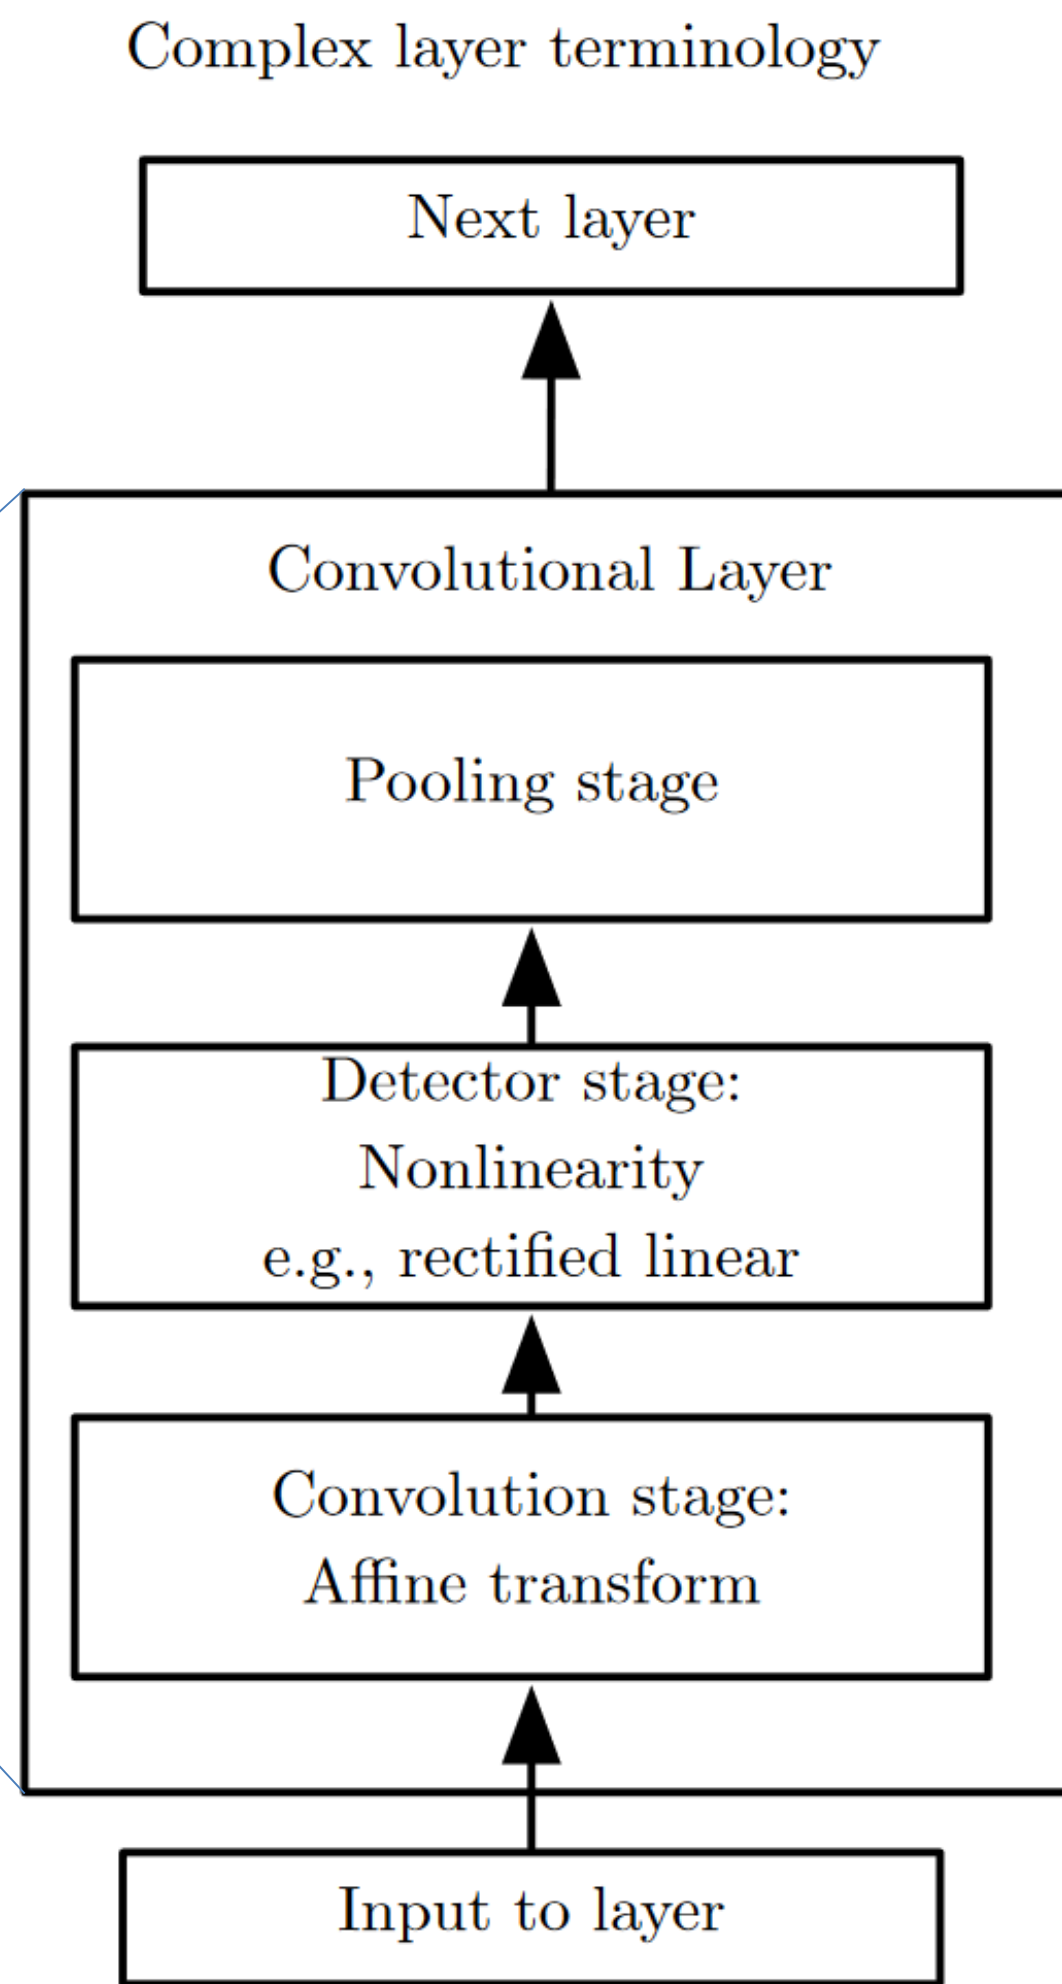 Complex layer terminology
Next layer
Convolutional Layer
Pooling stage
Detector stage:
Nonlinearity
e.g., rectified linear
Convolution stage:
Affine transform
Input to layer